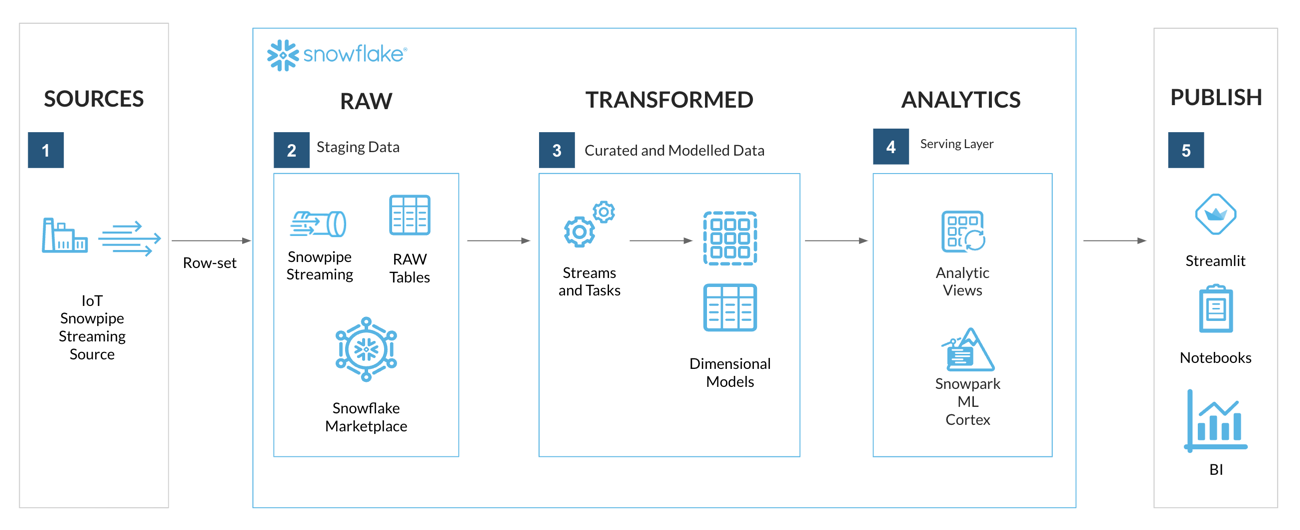 SOURCES
1
IoT
Snowpipe
Streaming
Source
Row-set
snowflake®
RAW
2
Staging Data
Snowpipe
Streaming
RAW
Tables
Snowflake
Marketplace
TRANSFORMED
3
Curated and Modelled Data
Streams
and Tasks
Dimensional
Models
ANALYTICS
4
Serving Layer
Analytic
Views
Snowpark
ML
Cortex
PUBLISH
5
Streamlit
Notebooks
BI